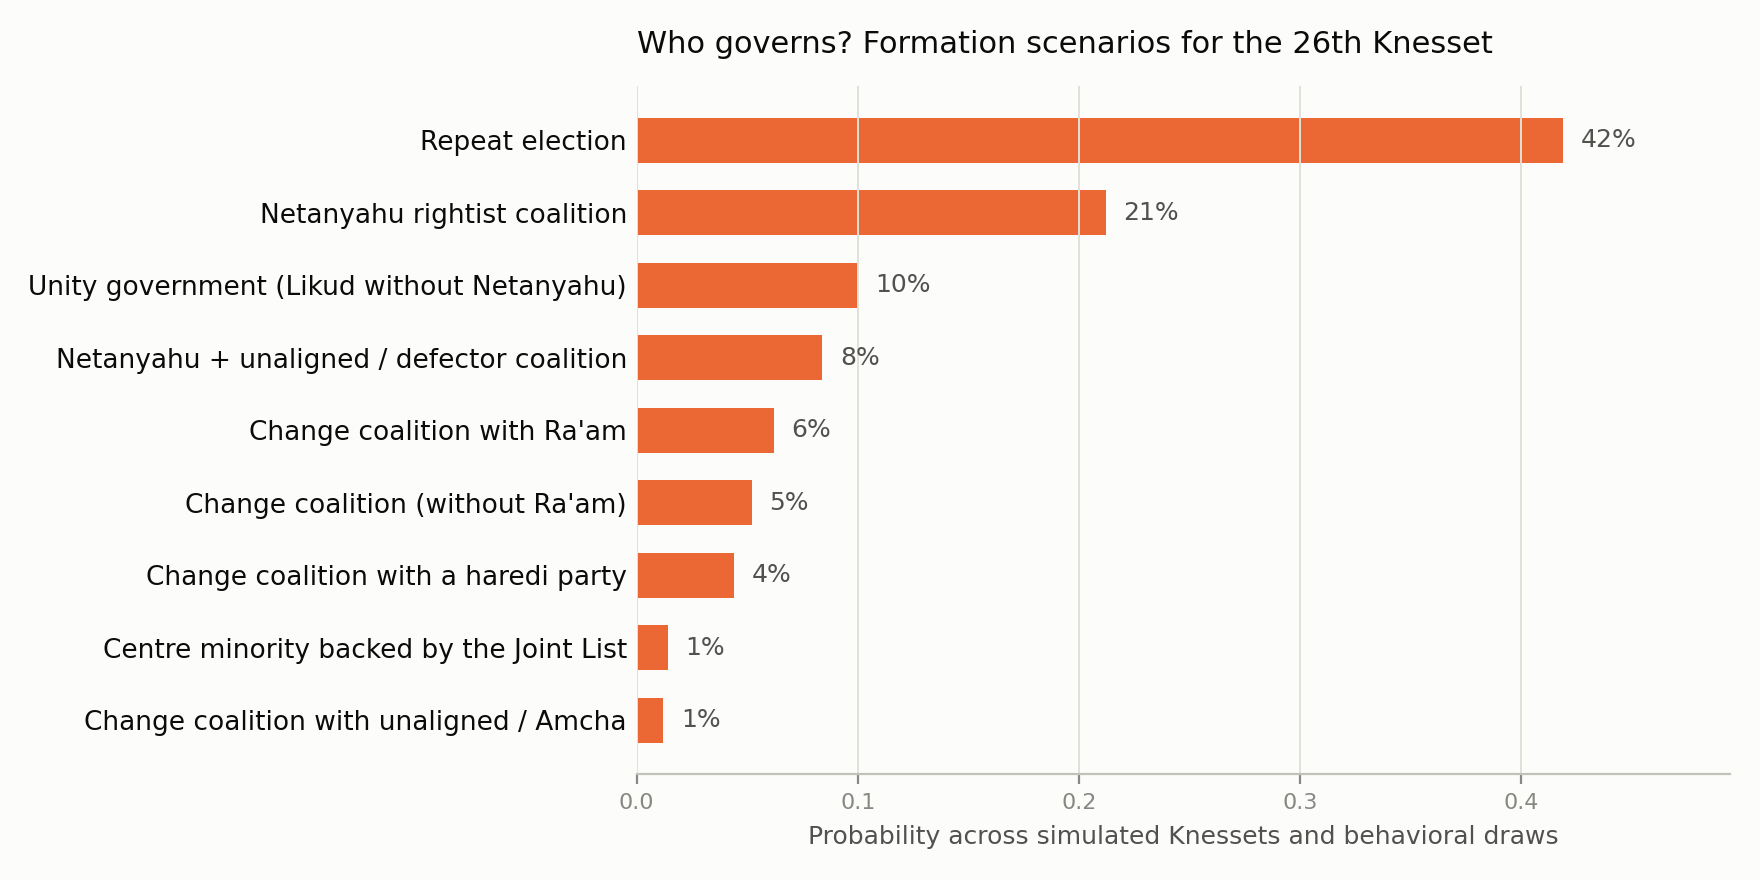 Who governs? Formation scenarios for the 26th Knesset
Repeat election 42%
Netanyahu rightist coalition 21%
Unity government (Likud without Netanyahu) 10%
Netanyahu + unaligned / defector coalition 8%
Change coalition with Ra'am 6%
Change coalition (without Ra'am) 5%
Change coalition with a haredi party 4%
Centre minority backed by the Joint List 1%
Change coalition with unaligned / Amcha 1%
0.0 0.1 0.2 0.3 0.4
Probability across simulated Knessets and behavioral draws